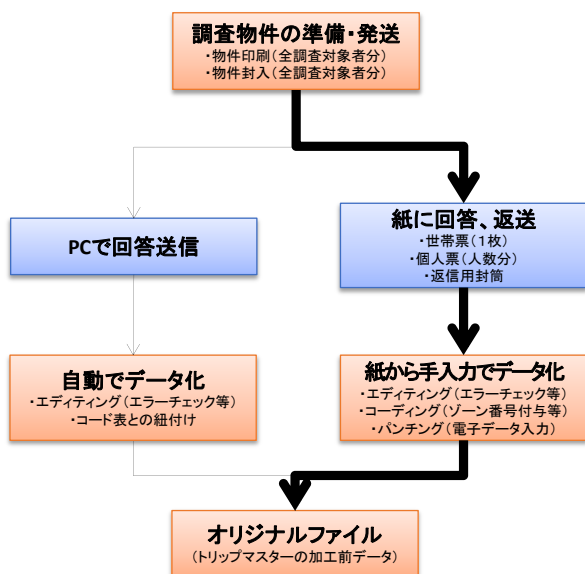 調査物件の準備・発送
・物件印刷（全調査対象者分）
・物件封入（全調査対象者分）
PCで回答送信
紙に回答、返送
・世帯票（１枚）
・個人票（人数分）
・返信用封筒
自動でデータ化
・エディティング（エラーチェック等）
・コード表との紐付け
紙から手入力でデータ化
・エディティング（エラーチェック等）
・コーディング（ゾーン番号付与等）
・パンチング（電子データ入力）
オリジナルファイル
（トリップマスターの加工前データ）